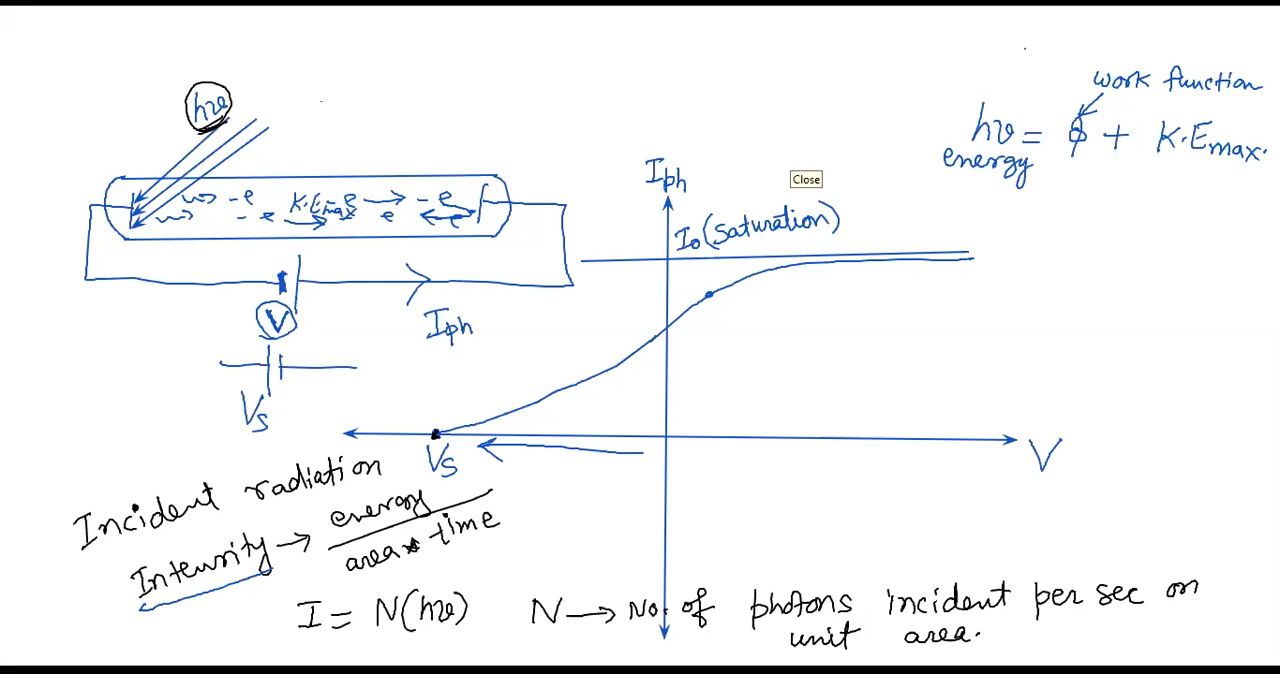 hν
-e K.Emax -e -e
-e e e
V
Iph
Vs
work function
hν = φ + K.Emax.
energy
Close
Iph
Io (Saturation)
Vs
V
Incident radiation
Intensity → energy
area × time
I = N(hν) N → No. of photons incident per sec on
unit area.